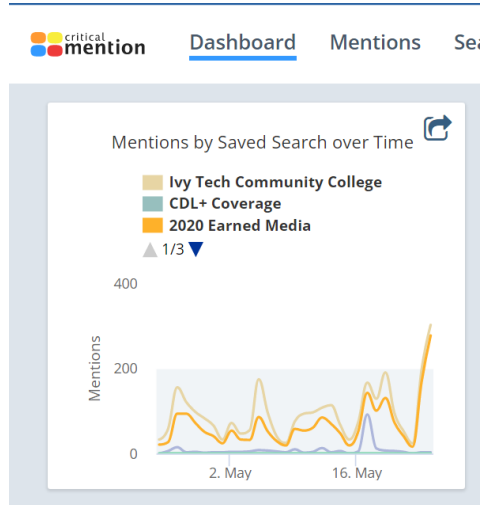 critical
mention
Dashboard Mentions
Mentions by Saved Search over Time
Ivy Tech Community College
CDL+ Coverage
2020 Earned Media
1/3
400
Mentions
200
0
2. May 16. May